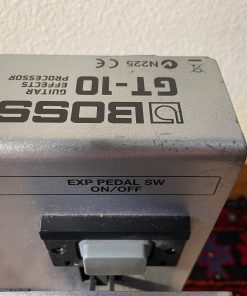 BOSS
GT-10
GUITAR
EFFECTS
PROCESSOR
N225
EXP PEDAL SW
ON/OFF